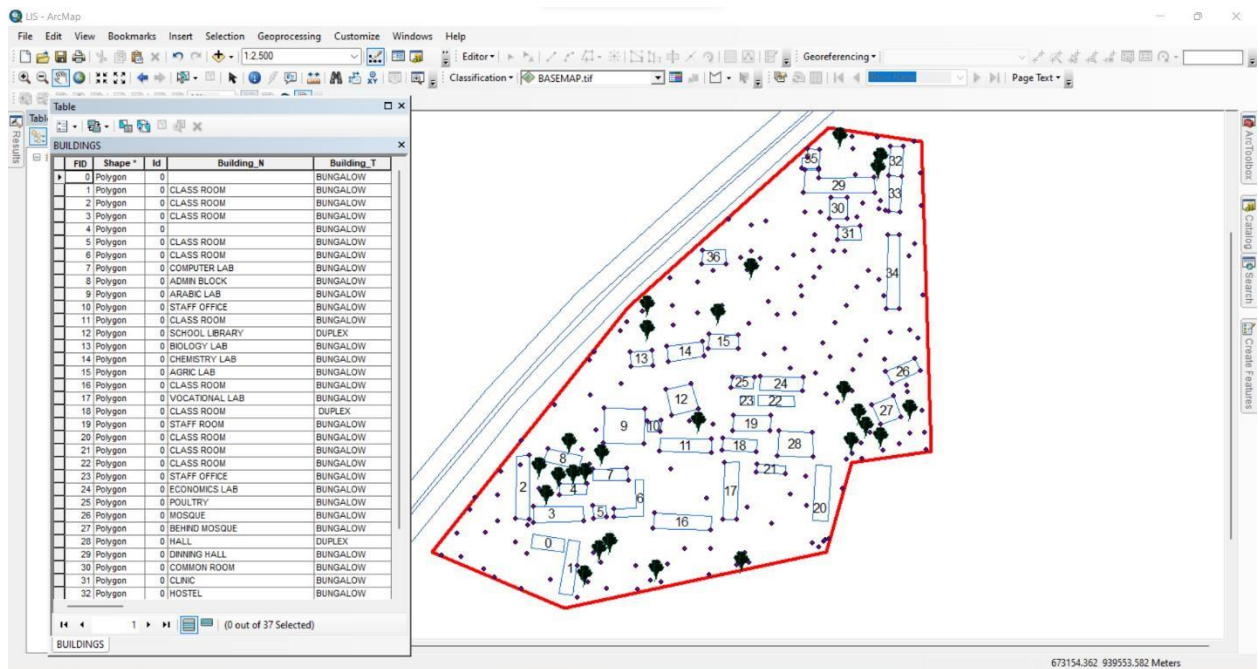 LIS - ArcMap
File Edit View Bookmarks Insert Selection Geoprocessing Customize Windows Help
1:2,500 Editor Georeferencing
Classification BASEMAP.tif Page Text
Table
BUILDINGS
FID Shape * Id Building_N Building_T
0 Polygon 0 BUNGALOW
1 Polygon 0 CLASS ROOM BUNGALOW
2 Polygon 0 CLASS ROOM BUNGALOW
3 Polygon 0 CLASS ROOM BUNGALOW
4 Polygon 0 BUNGALOW
5 Polygon 0 CLASS ROOM BUNGALOW
6 Polygon 0 CLASS ROOM BUNGALOW
7 Polygon 0 COMPUTER LAB BUNGALOW
8 Polygon 0 ADMIN BLOCK BUNGALOW
9 Polygon 0 ARABIC LAB BUNGALOW
10 Polygon 0 STAFF OFFICE BUNGALOW
11 Polygon 0 CLASS ROOM BUNGALOW
12 Polygon 0 SCHOOL LIBRARY DUPLEX
13 Polygon 0 BIOLOGY LAB BUNGALOW
14 Polygon 0 CHEMISTRY LAB BUNGALOW
15 Polygon 0 AGRIC LAB BUNGALOW
16 Polygon 0 CLASS ROOM BUNGALOW
17 Polygon 0 VOCATIONAL LAB BUNGALOW
18 Polygon 0 CLASS ROOM DUPLEX
19 Polygon 0 STAFF ROOM BUNGALOW
20 Polygon 0 CLASS ROOM BUNGALOW
21 Polygon 0 CLASS ROOM BUNGALOW
22 Polygon 0 CLASS ROOM BUNGALOW
23 Polygon 0 STAFF OFFICE BUNGALOW
24 Polygon 0 ECONOMICS LAB BUNGALOW
25 Polygon 0 POULTRY BUNGALOW
26 Polygon 0 MOSQUE BUNGALOW
27 Polygon 0 BEHIND MOSQUE BUNGALOW
28 Polygon 0 HALL DUPLEX
29 Polygon 0 DINNING HALL BUNGALOW
30 Polygon 0 COMMON ROOM BUNGALOW
31 Polygon 0 CLINIC BUNGALOW
32 Polygon 0 HOSTEL BUNGALOW
1 (0 out of 37 Selected)
BUILDINGS
Results
Tabl
35 32
29
33
30
31
36
34
15
14
13
26
25 24
12 23 22
27
9 10 19
11 18 28
8
21
7
2 4
17
6
3 5 20
16
0
1
ArcToolbox
Catalog
Search
Create Features
673154.362 939553.582 Meters